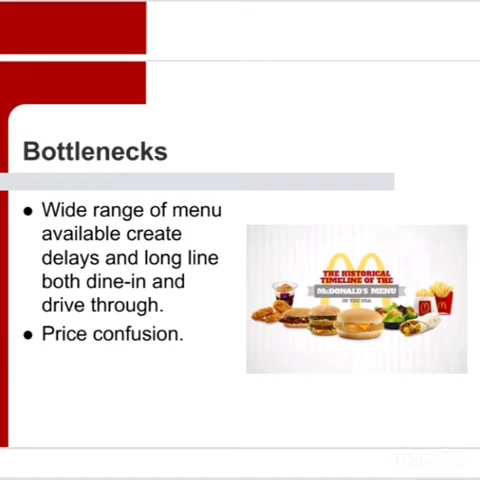 Bottlenecks
● Wide range of menu
available create
delays and long line
both dine-in and
drive through.
● Price confusion.
THE HISTORICAL
TIMELINE OF THE
McDONALD'S MENU
IN THE USA